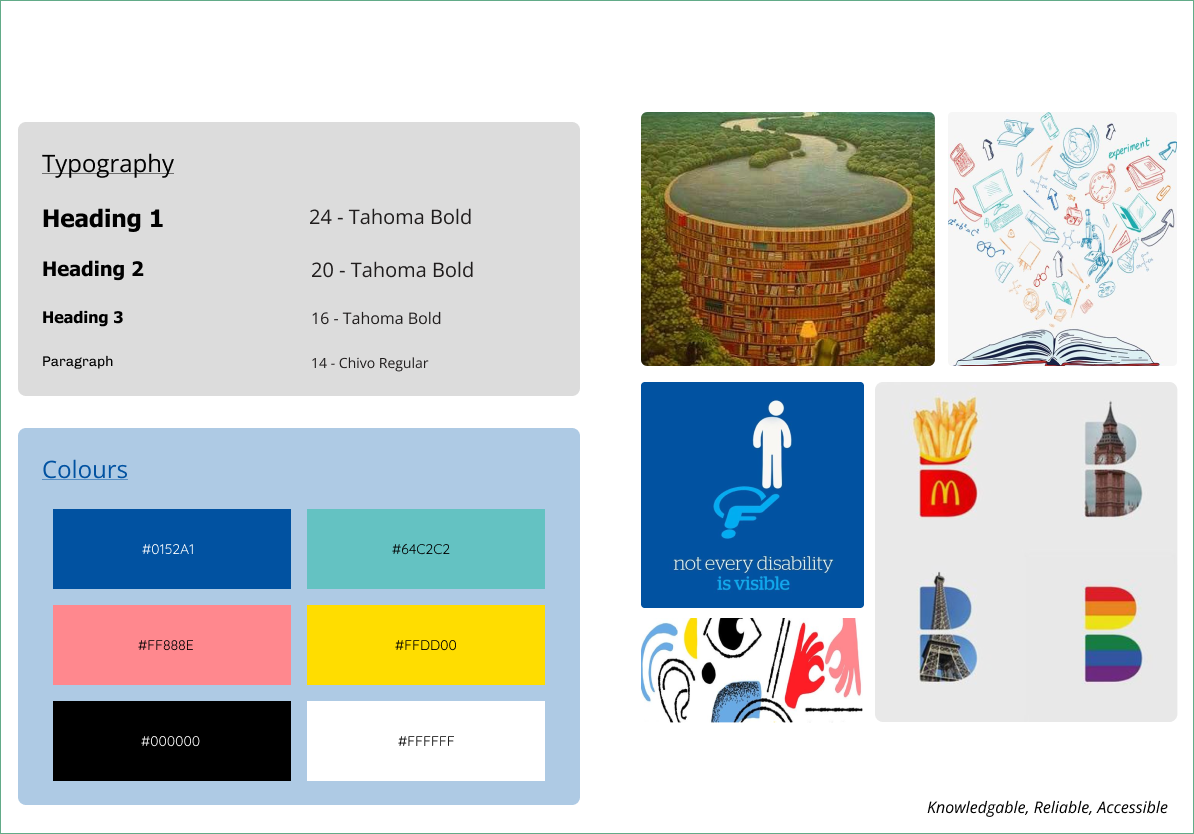 Typography
Heading 1
24 - Tahoma Bold
Heading 2
20 - Tahoma Bold
Heading 3
16 - Tahoma Bold
Paragraph
14 - Chivo Regular
Colours
#0152A1
#64C2C2
#FF888E
#FFDD00
#000000
#FFFFFF
experiment
not every disability
is visible
Knowledgable, Reliable, Accessible